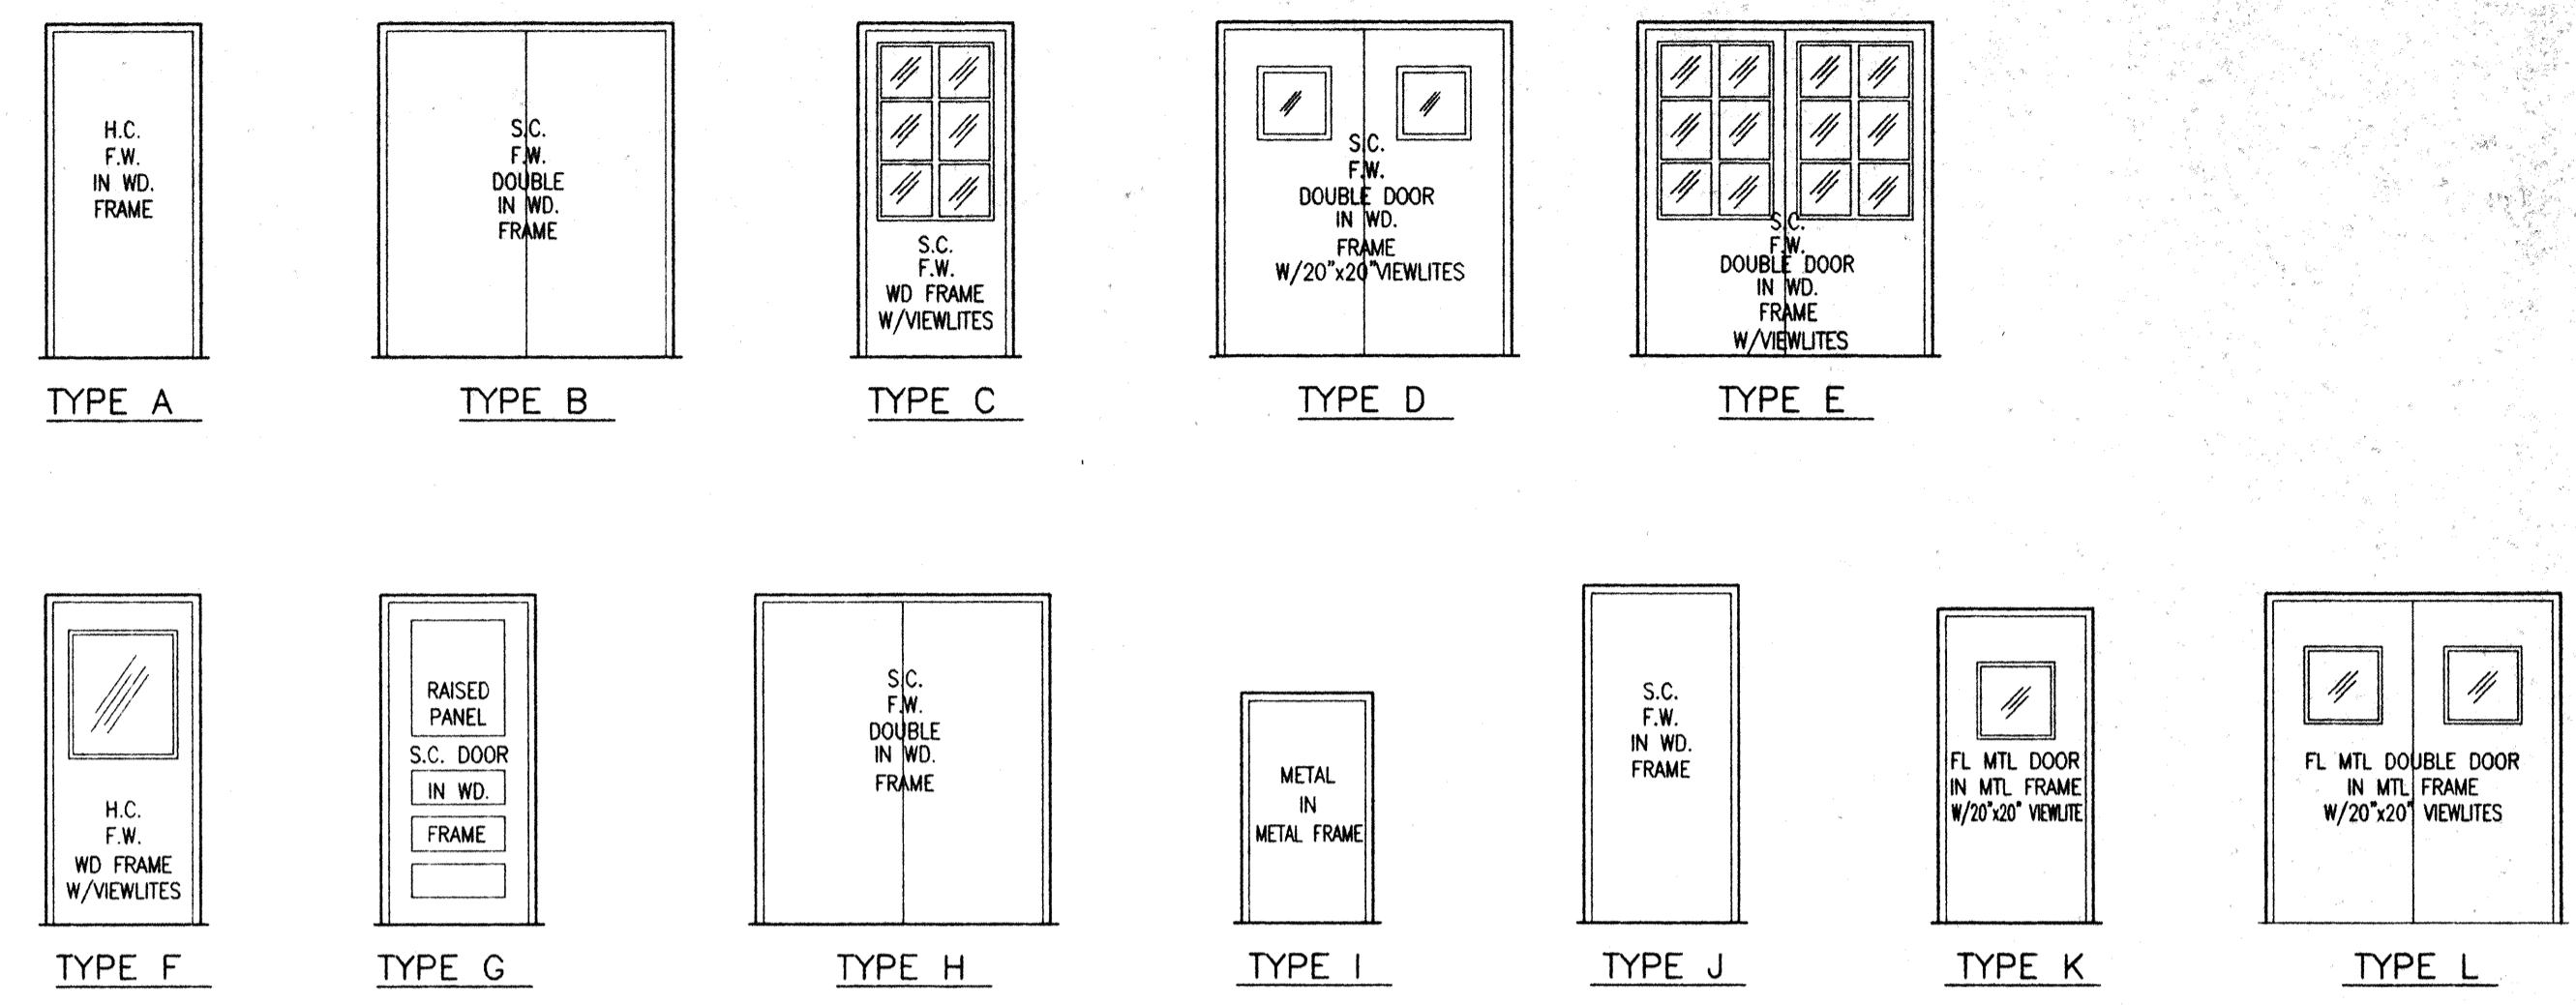 H.C.
F.W.
IN WD.
FRAME
TYPE A
S.C.
F.W.
DOUBLE
IN WD.
FRAME
TYPE B
S.C.
F.W.
WD FRAME
W/VIEWLITES
TYPE C
S.C.
F.W.
DOUBLE DOOR
IN WD.
FRAME
W/20"x20"VIEWLITES
TYPE D
S.C.
F.W.
DOUBLE DOOR
IN WD.
FRAME
W/VIEWLITES
TYPE E
H.C.
F.W.
WD FRAME
W/VIEWLITES
TYPE F
RAISED
PANEL
S.C. DOOR
IN WD.
FRAME
TYPE G
S.C.
F.W.
DOUBLE
IN WD.
FRAME
TYPE H
METAL
IN
METAL FRAME
TYPE I
S.C.
F.W.
IN WD.
FRAME
TYPE J
FL MTL DOOR
IN MTL FRAME
W/20"x20" VIEWLITE
TYPE K
FL MTL DOUBLE DOOR
IN MTL FRAME
W/20"x20" VIEWLITES
TYPE L